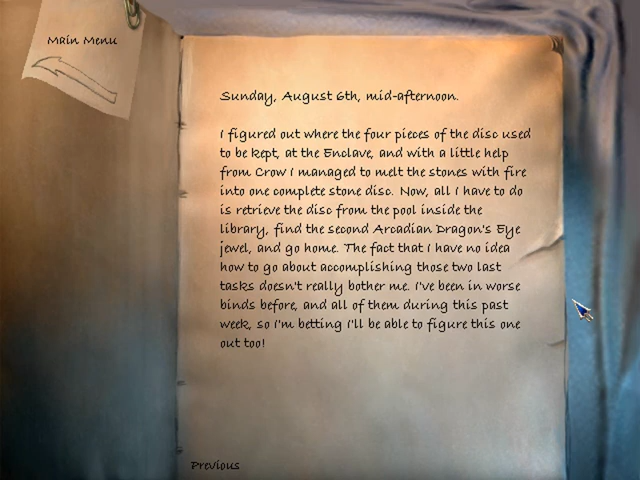 Main Menu
Sunday, August 6th, mid-afternoon.
I figured out where the four pieces of the disc used
to be kept, at the Enclave, and with a little help
from Crow I managed to melt the stones with fire
into one complete stone disc. Now, all I have to do
is retrieve the disc from the pool inside the
library, find the second Arcadian Dragon's Eye
jewel, and go home. The fact that I have no idea
how to go about accomplishing those two last
tasks doesn't really bother me. I've been in worse
binds before, and all of them during this past
week, so I'm betting I'll be able to figure this one
out too!
Previous